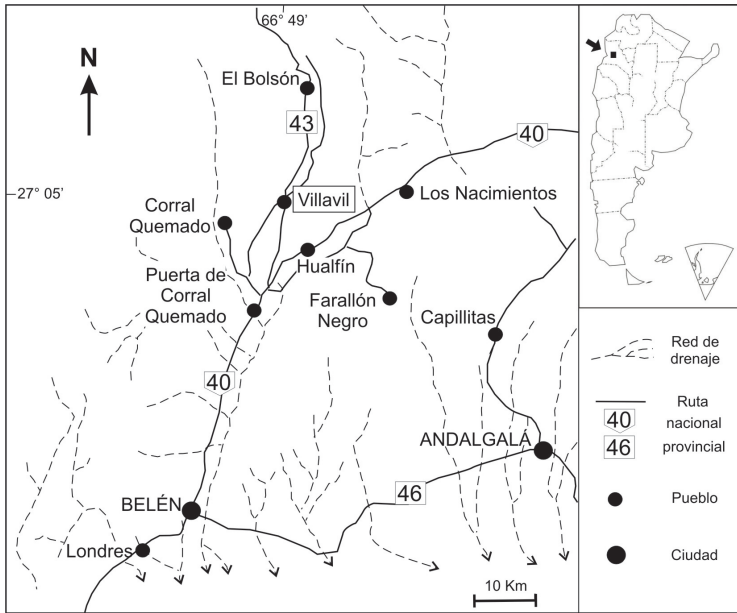 66° 49'
N
El Bolsón
43
40
27° 05'
Corral
Quemado
Villavil
Los Nacimientos
Hualfín
Puerta de
Corral
Quemado
Farallón
Negro
Capillitas
40
ANDALGALÁ
46
BELÉN
Londres
10 Km
Red de
drenaje
Ruta
40 nacional
46 provincial
Pueblo
Ciudad